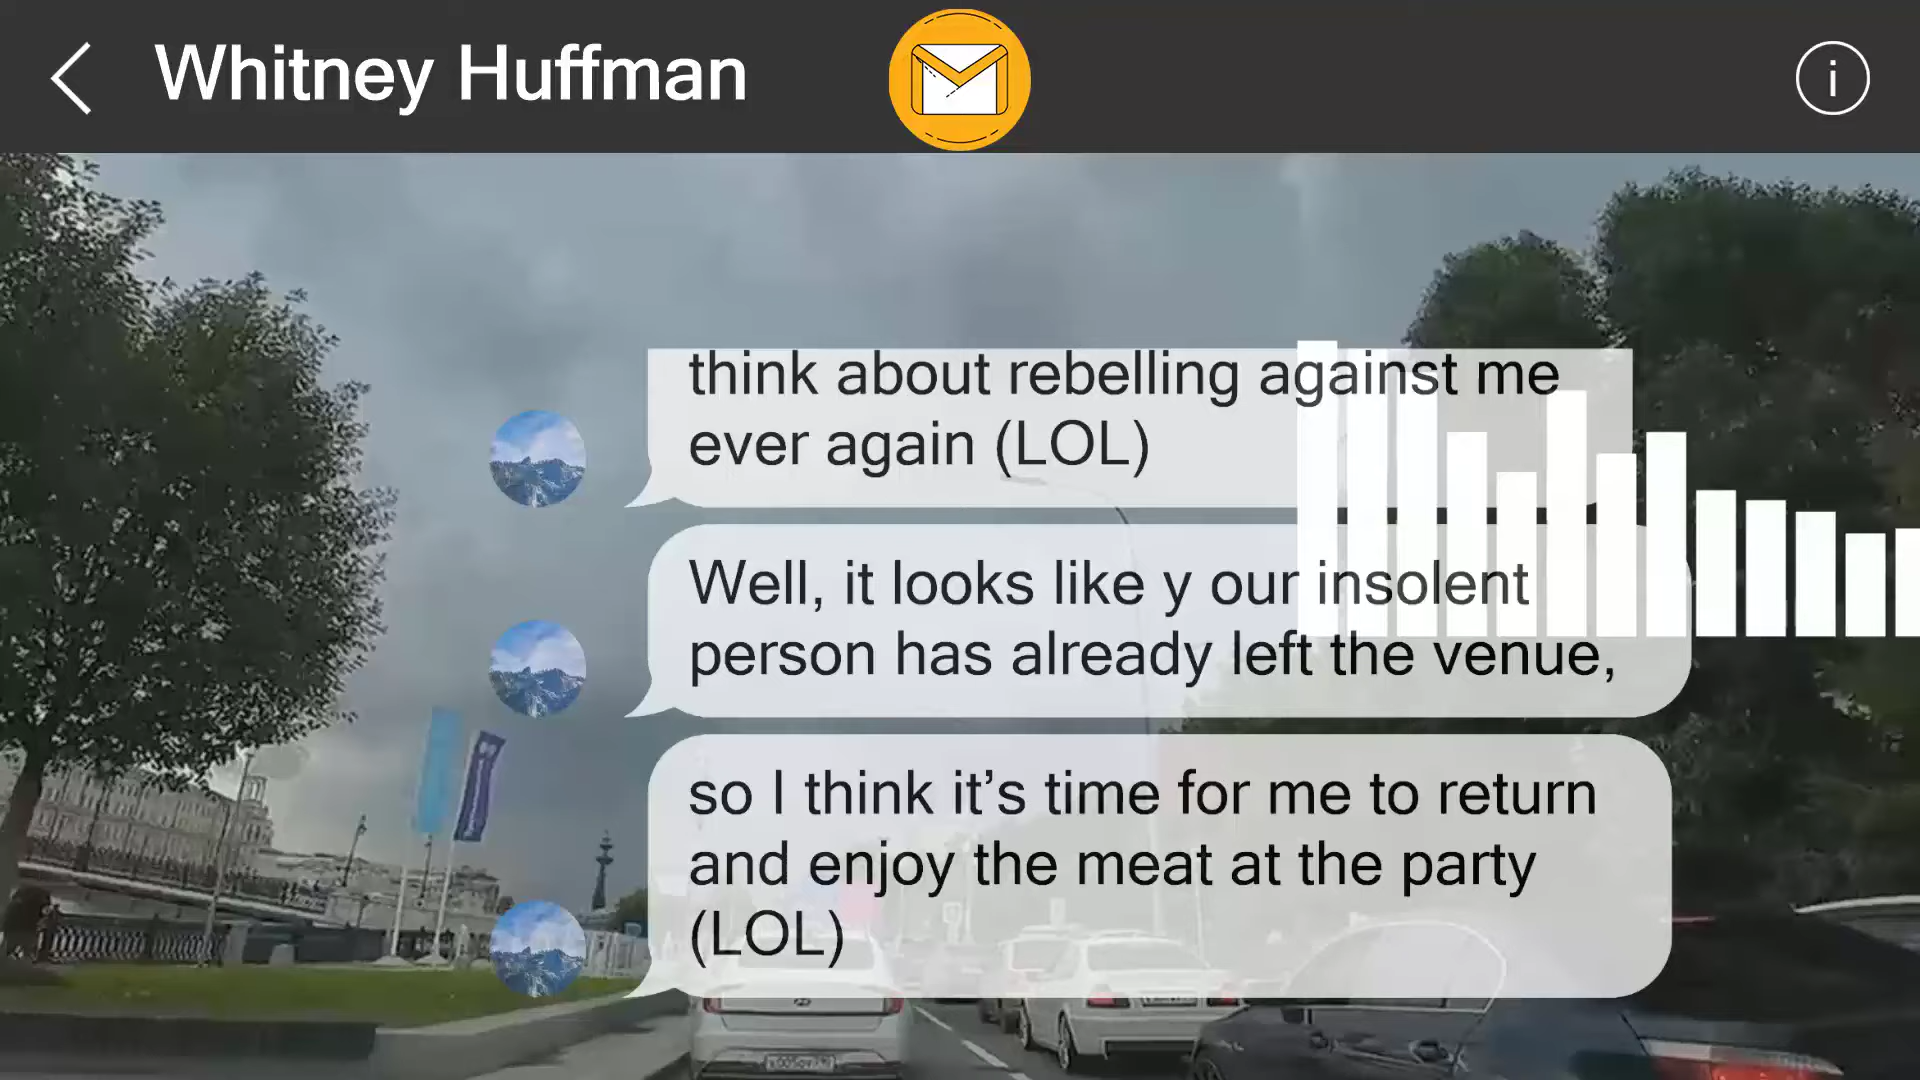 Whitney Huffman
think about rebelling against me
ever again (LOL)
Well, it looks like y our insolent
person has already left the venue,
so I think it’s time for me to return
and enjoy the meat at the party
(LOL)